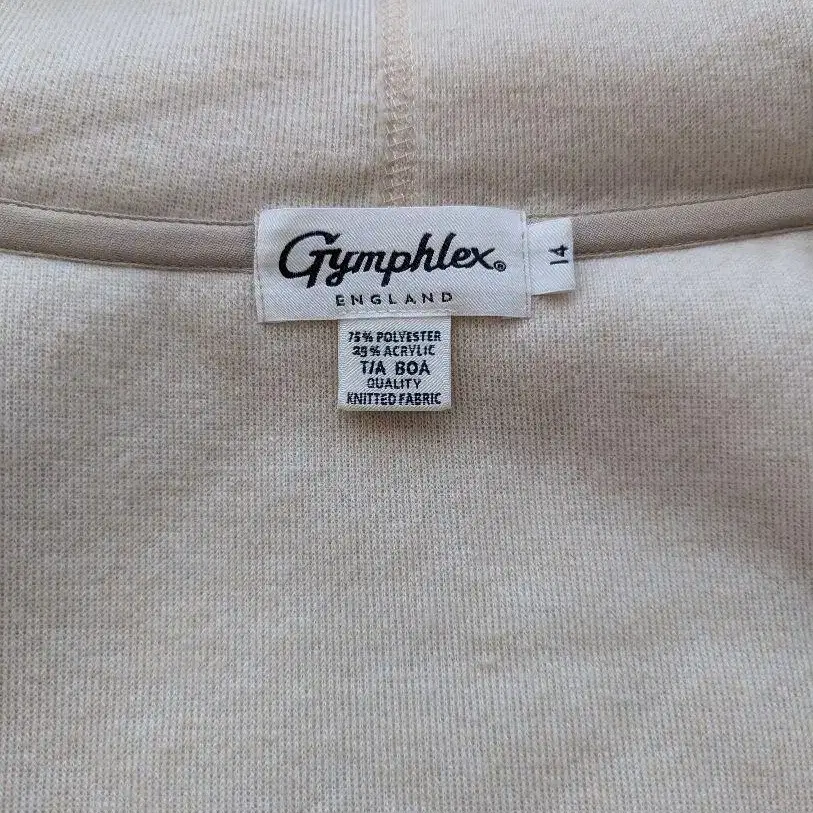 Gymphlex®
ENGLAND
14
75% POLYESTER
25% ACRYLIC
T/A BOA
QUALITY
KNITTED FABRIC